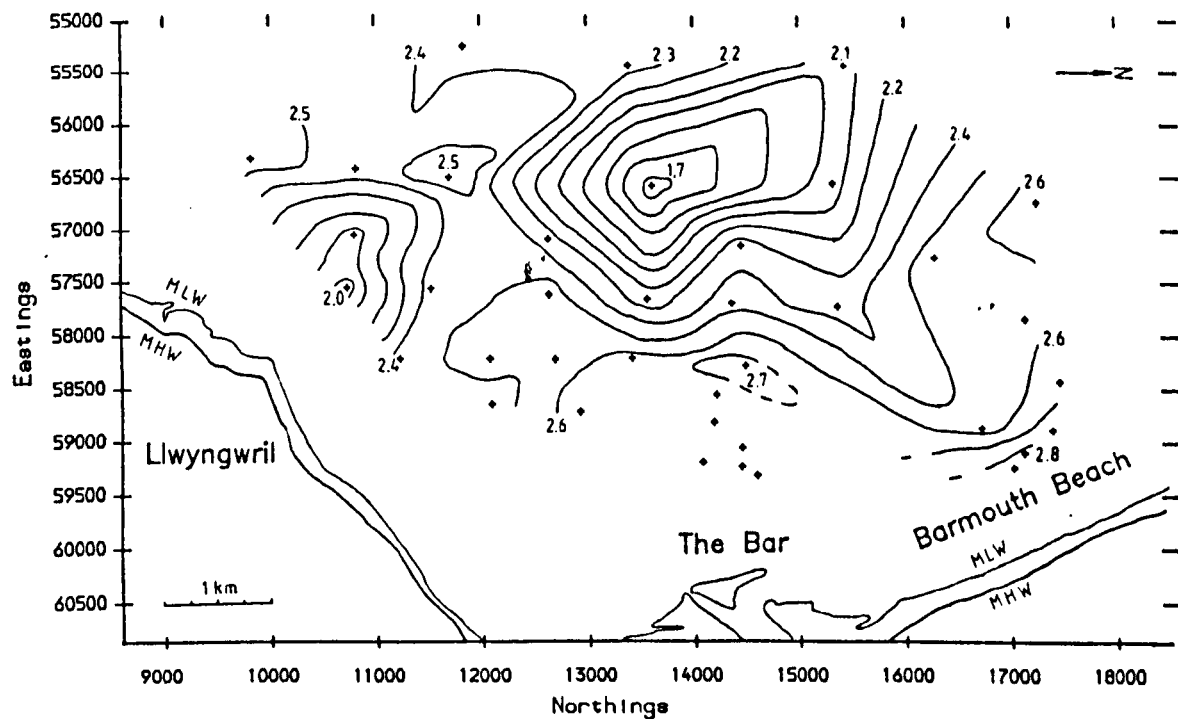 55000
55500
56000
56500
57000
57500
58000
58500
59000
59500
60000
60500
Eastings
2.4
2.3
2.2
2.1
2.2
2.4
2.5
2.5
1.7
2.6
N
2.0
2.4
2.6
2.7
2.6
2.8
MLW
MHW
Llwyngwril
The Bar
Barmouth Beach
MLW
MHW
1 km
9000 10000 11000 12000 13000 14000 15000 16000 17000 18000
Northings